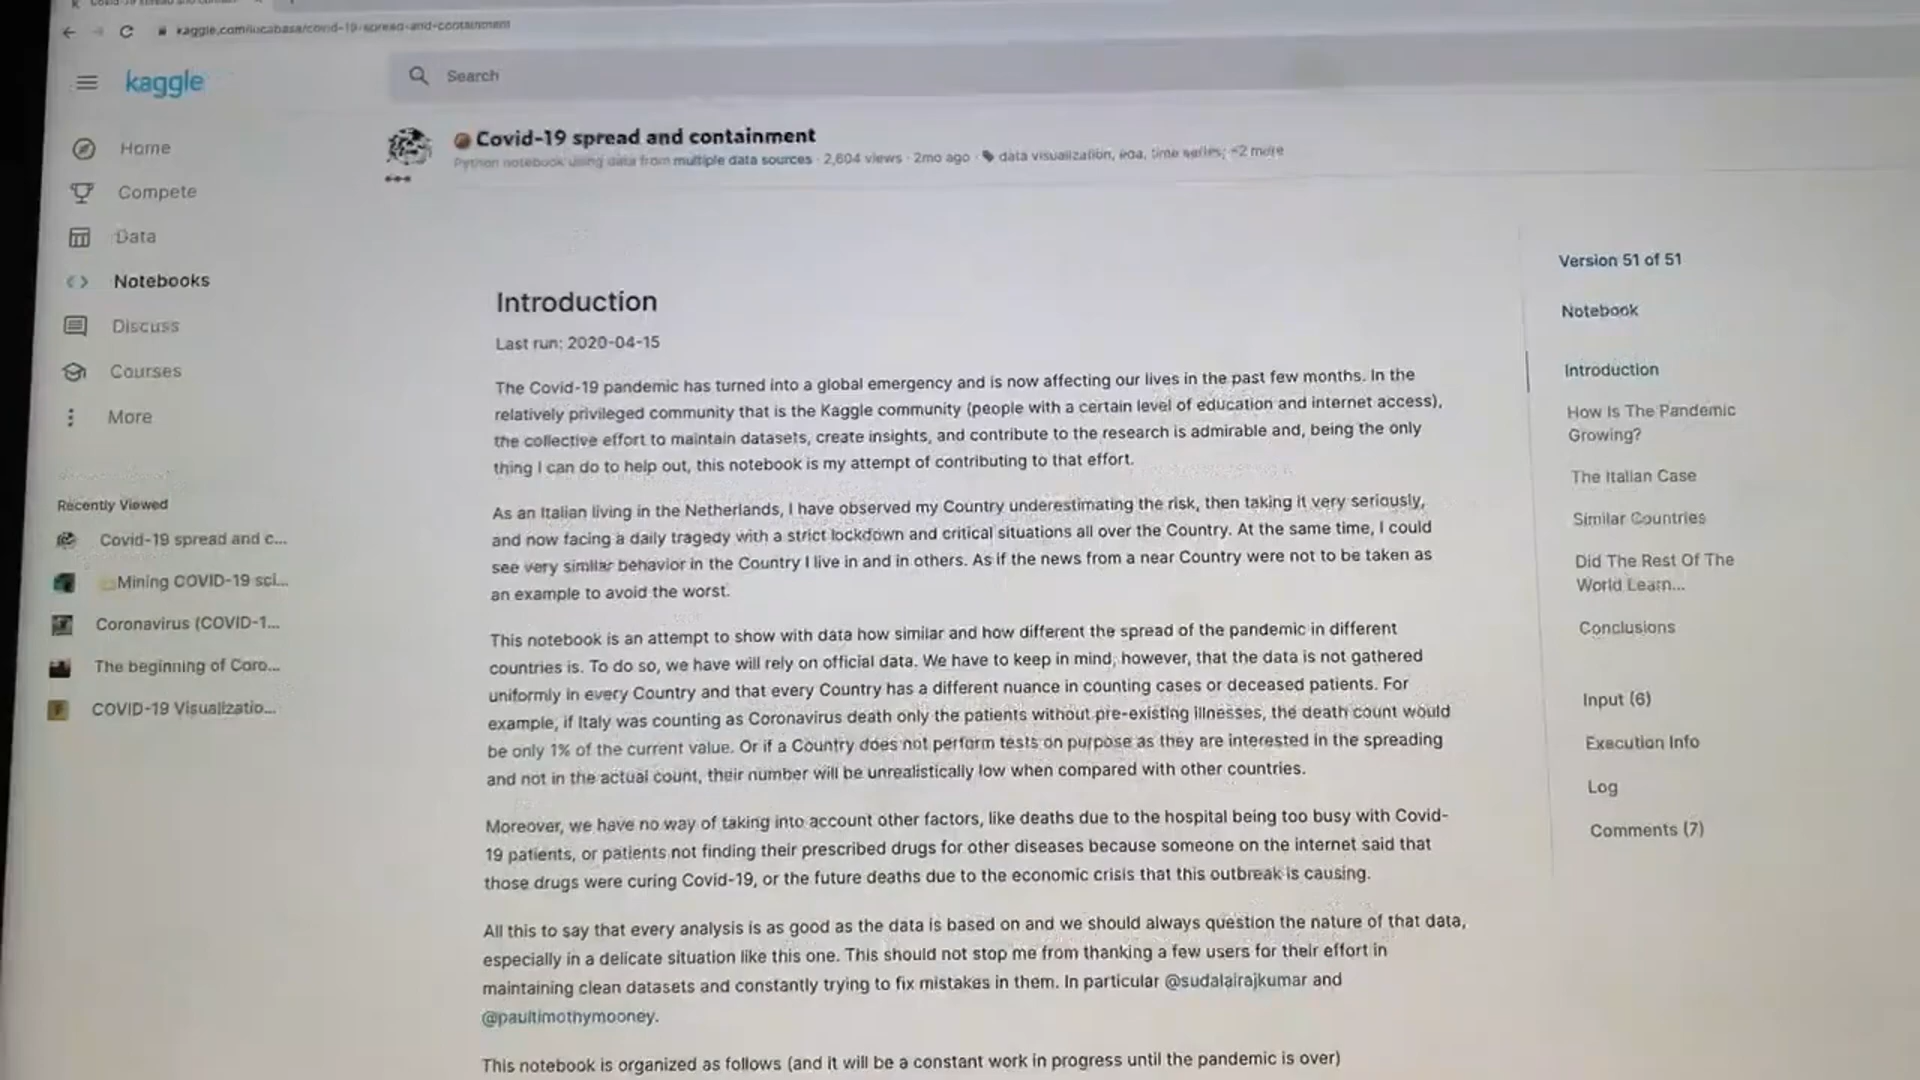 kaggle.com/lucabasa/covid-19-spread-and-containment
kaggle
Search
Covid-19 spread and containment
Python notebook using data from multiple data sources · 2,604 views · 2mo ago · data visualization, eda, time series, +2 more
Home
Compete
Data
Notebooks
Discuss
Courses
More
Recently Viewed
Covid-19 spread and c...
Mining COVID-19 sci...
Coronavirus (COVID-1...
The beginning of Coro...
COVID-19 Visualizatio...
Introduction
Last run: 2020-04-15
The Covid-19 pandemic has turned into a global emergency and is now affecting our lives in the past few months. In the
relatively privileged community that is the Kaggle community (people with a certain level of education and internet access),
the collective effort to maintain datasets, create insights, and contribute to the research is admirable and, being the only
thing I can do to help out, this notebook is my attempt of contributing to that effort.
As an Italian living in the Netherlands, I have observed my Country underestimating the risk, then taking it very seriously,
and now facing a daily tragedy with a strict lockdown and critical situations all over the Country. At the same time, I could
see very similar behavior in the Country I live in and in others. As if the news from a near Country were not to be taken as
an example to avoid the worst.
This notebook is an attempt to show with data how similar and how different the spread of the pandemic in different
countries is. To do so, we have will rely on official data. We have to keep in mind, however, that the data is not gathered
uniformly in every Country and that every Country has a different nuance in counting cases or deceased patients. For
example, if Italy was counting as Coronavirus death only the patients without pre-existing illnesses, the death count would
be only 1% of the current value. Or if a Country does not perform tests on purpose as they are interested in the spreading
and not in the actual count, their number will be unrealistically low when compared with other countries.
Moreover, we have no way of taking into account other factors, like deaths due to the hospital being too busy with Covid-
19 patients, or patients not finding their prescribed drugs for other diseases because someone on the internet said that
those drugs were curing Covid-19, or the future deaths due to the economic crisis that this outbreak is causing.
All this to say that every analysis is as good as the data is based on and we should always question the nature of that data,
especially in a delicate situation like this one. This should not stop me from thanking a few users for their effort in
maintaining clean datasets and constantly trying to fix mistakes in them. In particular @sudalairajkumar and
@paultimothymooney.
This notebook is organized as follows (and it will be a constant work in progress until the pandemic is over)
Version 51 of 51
Notebook
Introduction
How Is The Pandemic
Growing?
The Italian Case
Similar Countries
Did The Rest Of The
World Learn...
Conclusions
Input (6)
Execution Info
Log
Comments (7)